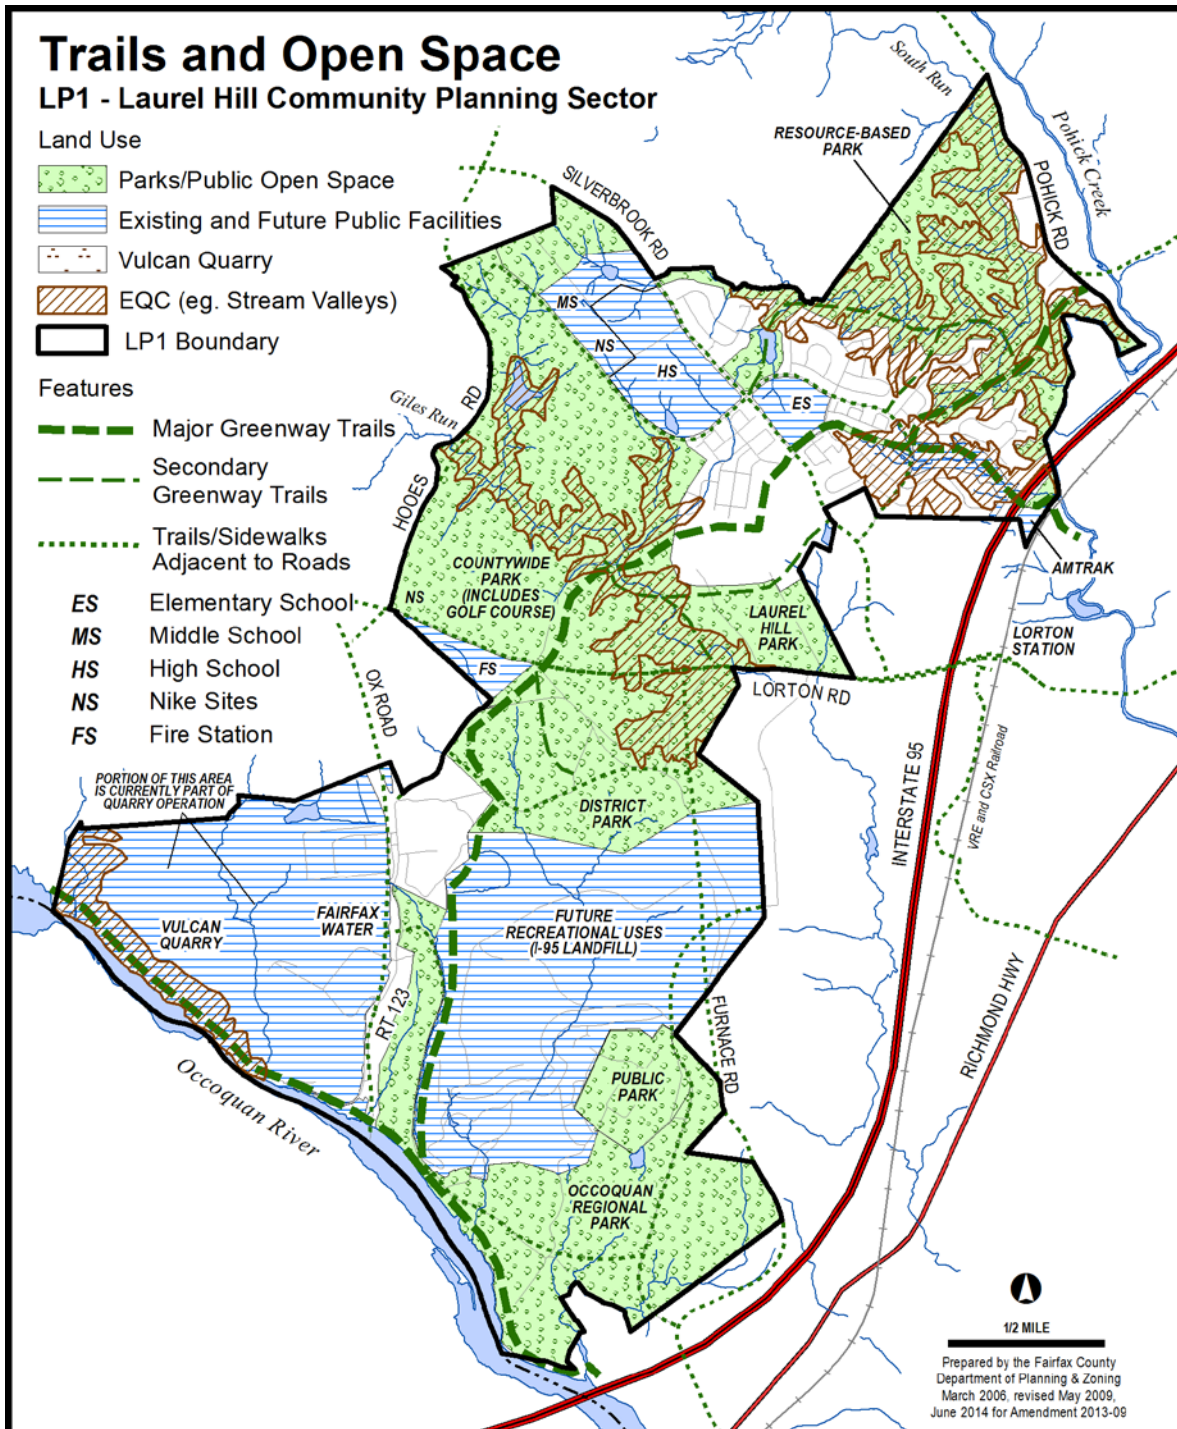 Trails and Open Space
LP1 - Laurel Hill Community Planning Sector
Land Use
Parks/Public Open Space
Existing and Future Public Facilities
Vulcan Quarry
EQC (eg. Stream Valleys)
LP1 Boundary
Features
Major Greenway Trails
Secondary
Greenway Trails
Trails/Sidewalks
Adjacent to Roads
ES Elementary School
MS Middle School
HS High School
NS Nike Sites
FS Fire Station
South Run
Pohick Creek
RESOURCE-BASED
PARK
POHICK RD
SILVERBROOK RD
MS
NS
HS
ES
Giles Run
HOOES RD
COUNTYWIDE
PARK
(INCLUDES
GOLF COURSE)
NS
LAUREL
HILL
PARK
AMTRAK
LORTON
STATION
FS
LORTON RD
OX ROAD
DISTRICT
PARK
INTERSTATE 95
VRE and CSX Railroad
PORTION OF THIS AREA
IS CURRENTLY PART OF
QUARRY OPERATION
VULCAN
QUARRY
FAIRFAX
WATER
FUTURE
RECREATIONAL USES
(I-95 LANDFILL)
RT 123
FURNACE RD
RICHMOND HWY
PUBLIC
PARK
Occoquan River
OCCOQUAN
REGIONAL
PARK
1/2 MILE
Prepared by the Fairfax County
Department of Planning & Zoning
March 2006, revised May 2009,
June 2014 for Amendment 2013-09